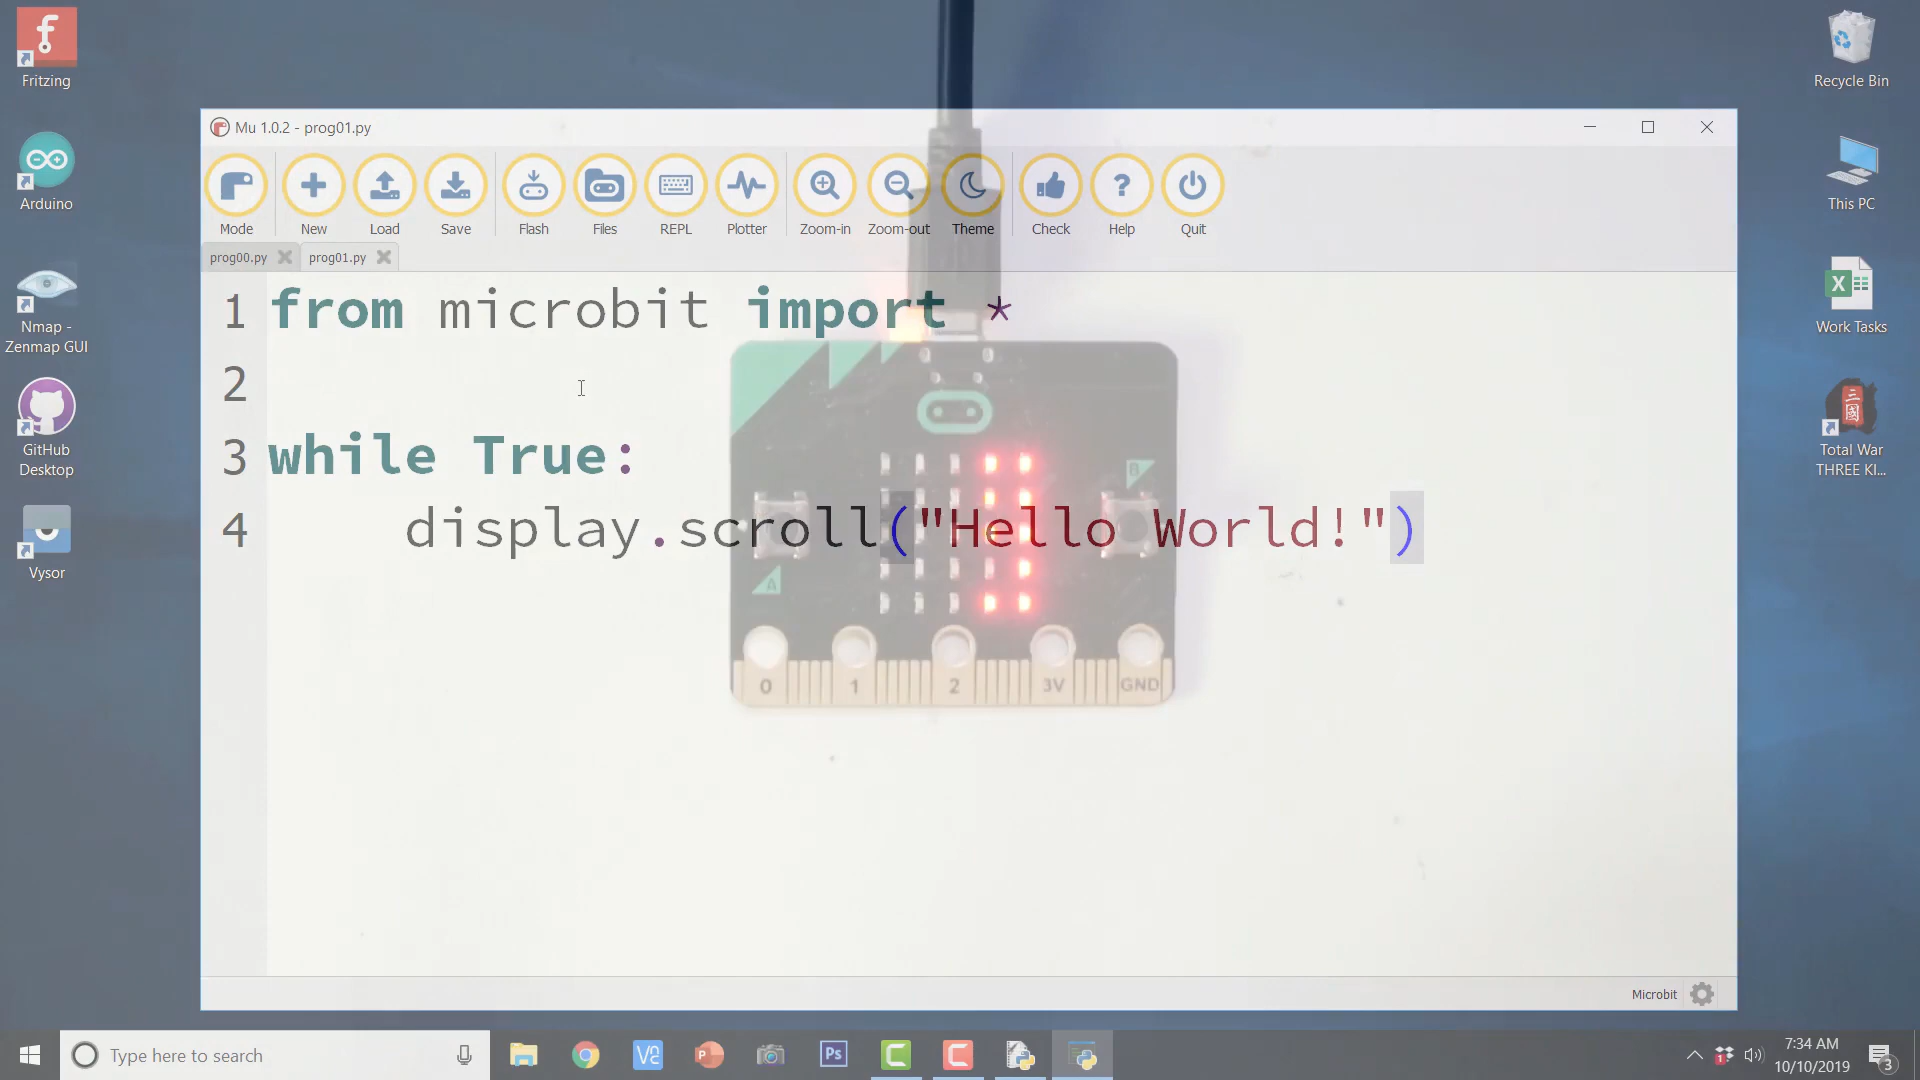 Fritzing
Arduino
Nmap -
Zenmap GUI
GitHub
Desktop
Vysor
Recycle Bin
This PC
Work Tasks
Total War
THREE KI...
Mu 1.0.2 - prog01.py
Mode
New
Load
Save
Flash
Files
REPL
Plotter
Zoom-in
Zoom-out
Theme
Check
Help
Quit
prog00.py
prog01.py
1 from microbit import *
2
3 while True:
4 display.scroll("Hello World!")
A
B
0 1 2 3V GND
Microbit
Type here to search
Ps
7:34 AM
10/10/2019
3